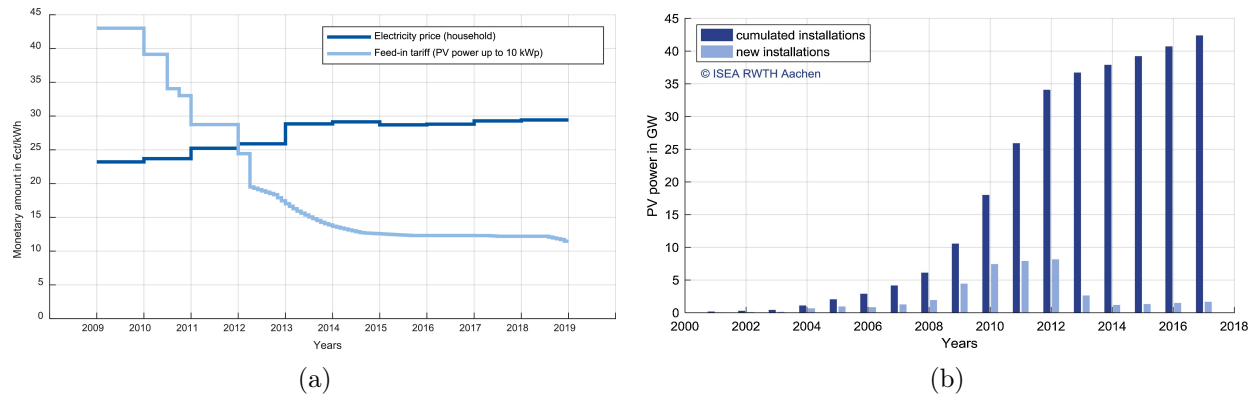 45
40
35
30
25
20
15
10
5
0
Monetary amount in €ct/kWh
Electricity price (household)
Feed-in tariff (PV power up to 10 kWp)
2009 2010 2011 2012 2013 2014 2015 2016 2017 2018 2019
Years
(a)
45
40
35
30
25
20
15
10
5
0
PV power in GW
cumulated installations
new installations
© ISEA RWTH Aachen
2000 2002 2004 2006 2008 2010 2012 2014 2016 2018
Years
(b)